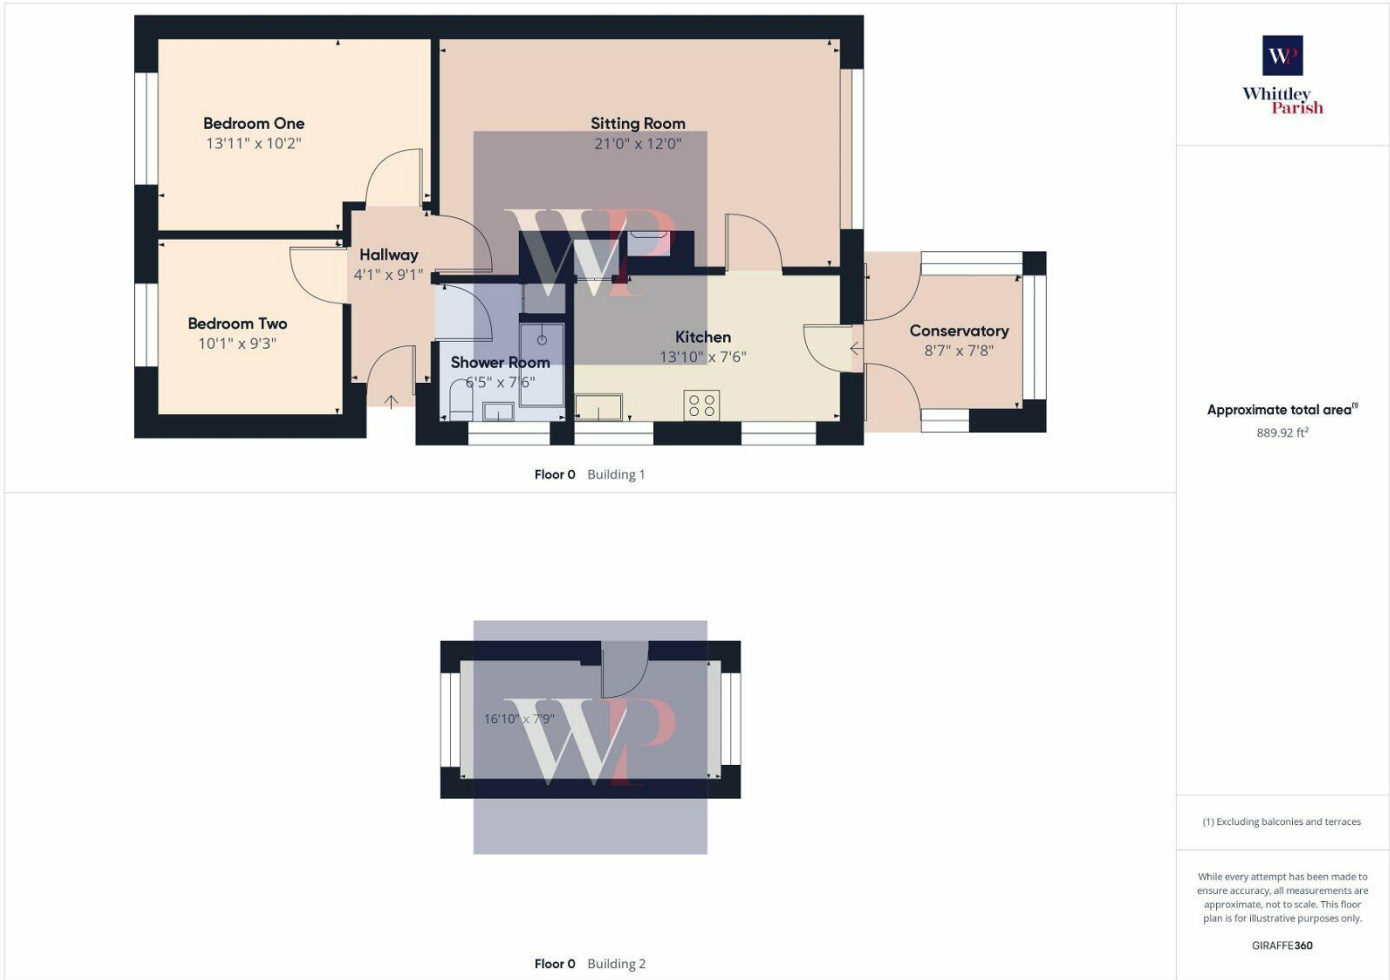 Bedroom One
13'11" x 10'2"
Sitting Room
21'0" x 12'0"
Hallway
4'1" x 9'1"
Bedroom Two
10'1" x 9'3"
Shower Room
6'5" x 7'6"
Kitchen
13'10" x 7'6"
Conservatory
8'7" x 7'8"
WP
Floor 0 Building 1
16'10" x 7'9"
WP
Floor 0 Building 2
WP
Whittley
Parish
Approximate total area(1)
889.92 ft²
(1) Excluding balconies and terraces
While every attempt has been made to
ensure accuracy, all measurements are
approximate, not to scale. This floor
plan is for illustrative purposes only.
GIRAFFE360